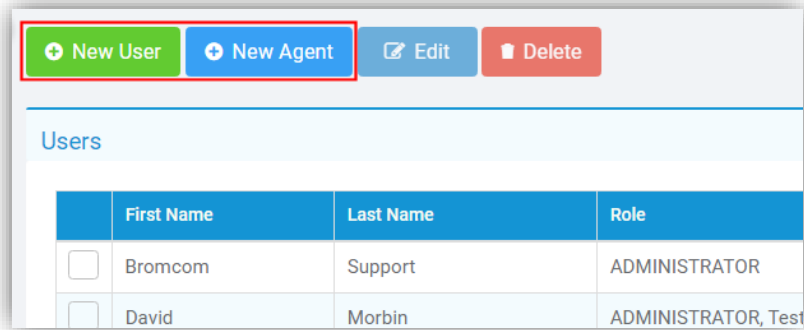 New User New Agent Edit Delete
Users
First Name Last Name Role
Bromcom Support ADMINISTRATOR
David Morbin ADMINISTRATOR, Test